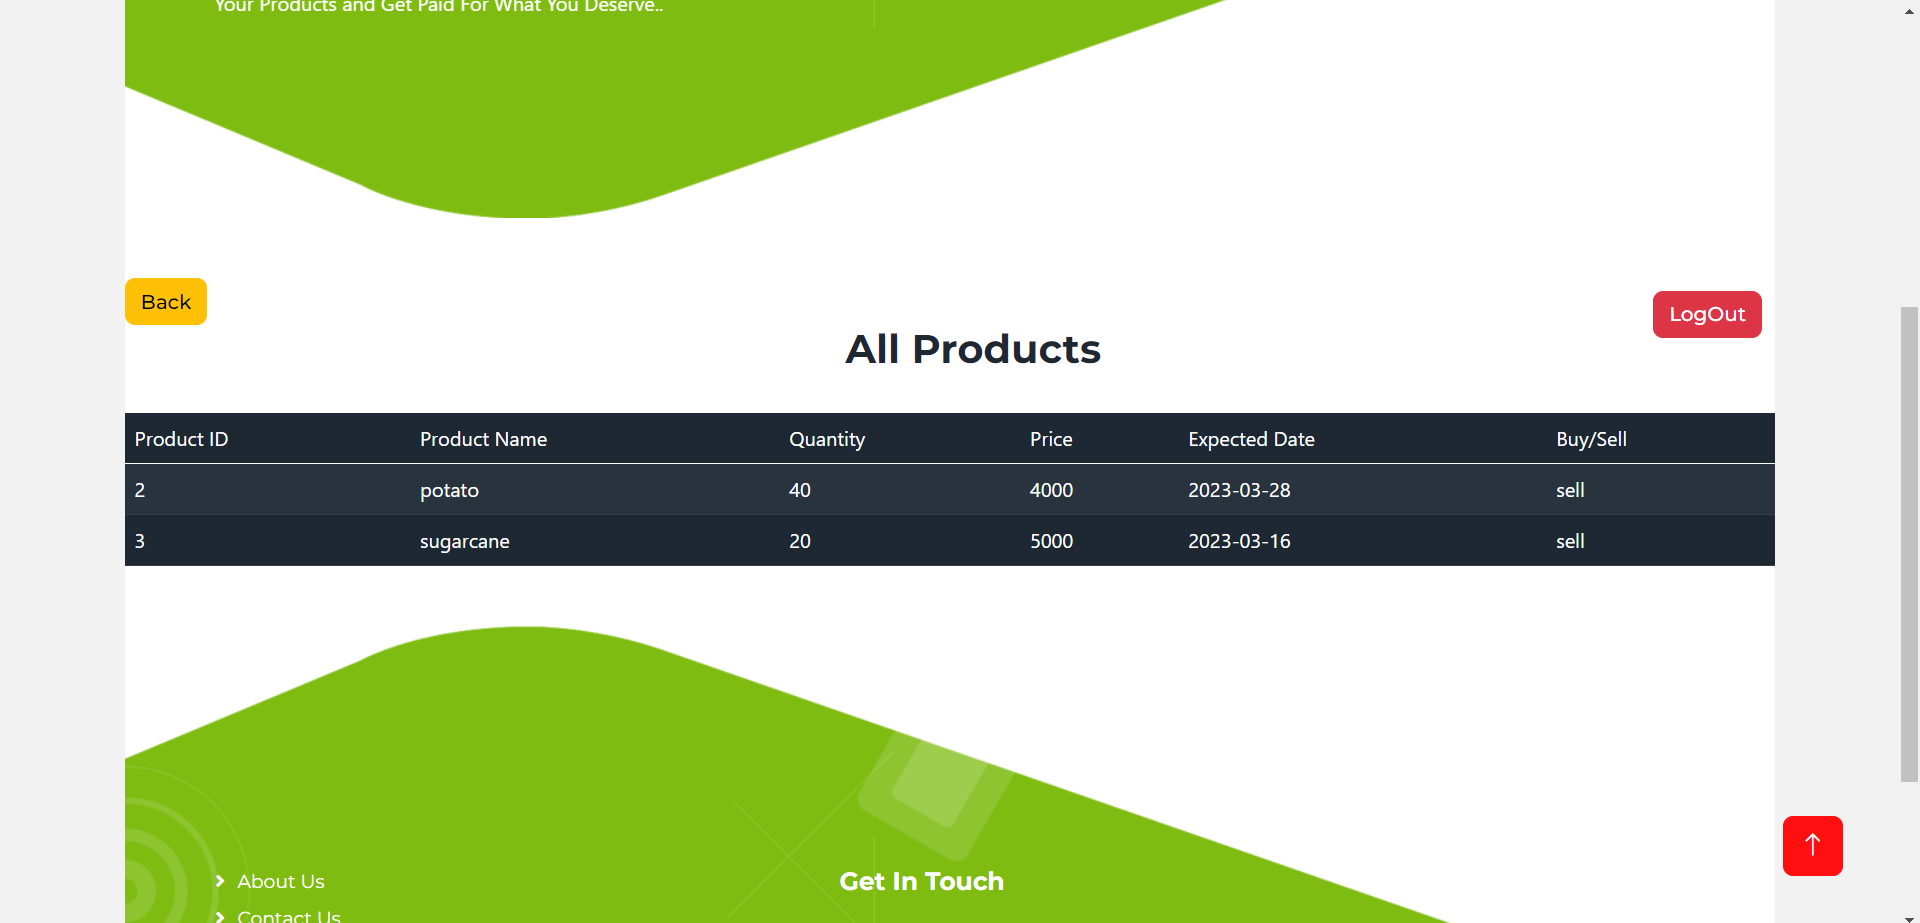 Your Products and Get Paid For What You Deserve..
Back
LogOut
All Products
Product ID Product Name Quantity Price Expected Date Buy/Sell
2 potato 40 4000 2023-03-28 sell
3 sugarcane 20 5000 2023-03-16 sell
About Us
Get In Touch
Contact Us